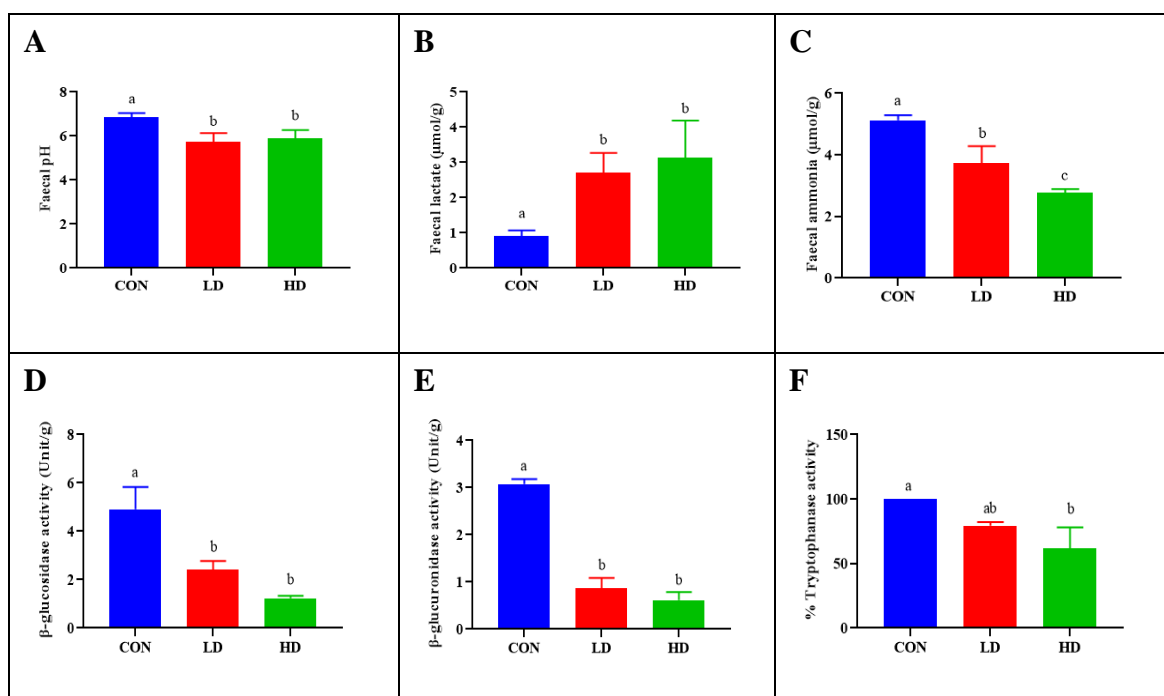 A
Faecal pH
8
6
4
2
0
a
b
b
CON LD HD
B
Faecal lactate (µmol/g)
5
4
3
2
1
0
a
b
b
CON LD HD
C
Faecal ammonia (µmol/g)
6
4
2
0
a
b
c
CON LD HD
D
β-glucosidase activity (Unit/g)
8
6
4
2
0
a
b
b
CON LD HD
E
β-glucuronidase activity (Unit/g)
4
3
2
1
0
a
b
b
CON LD HD
F
% Tryptophanase activity
150
100
50
0
a
ab
b
CON LD HD